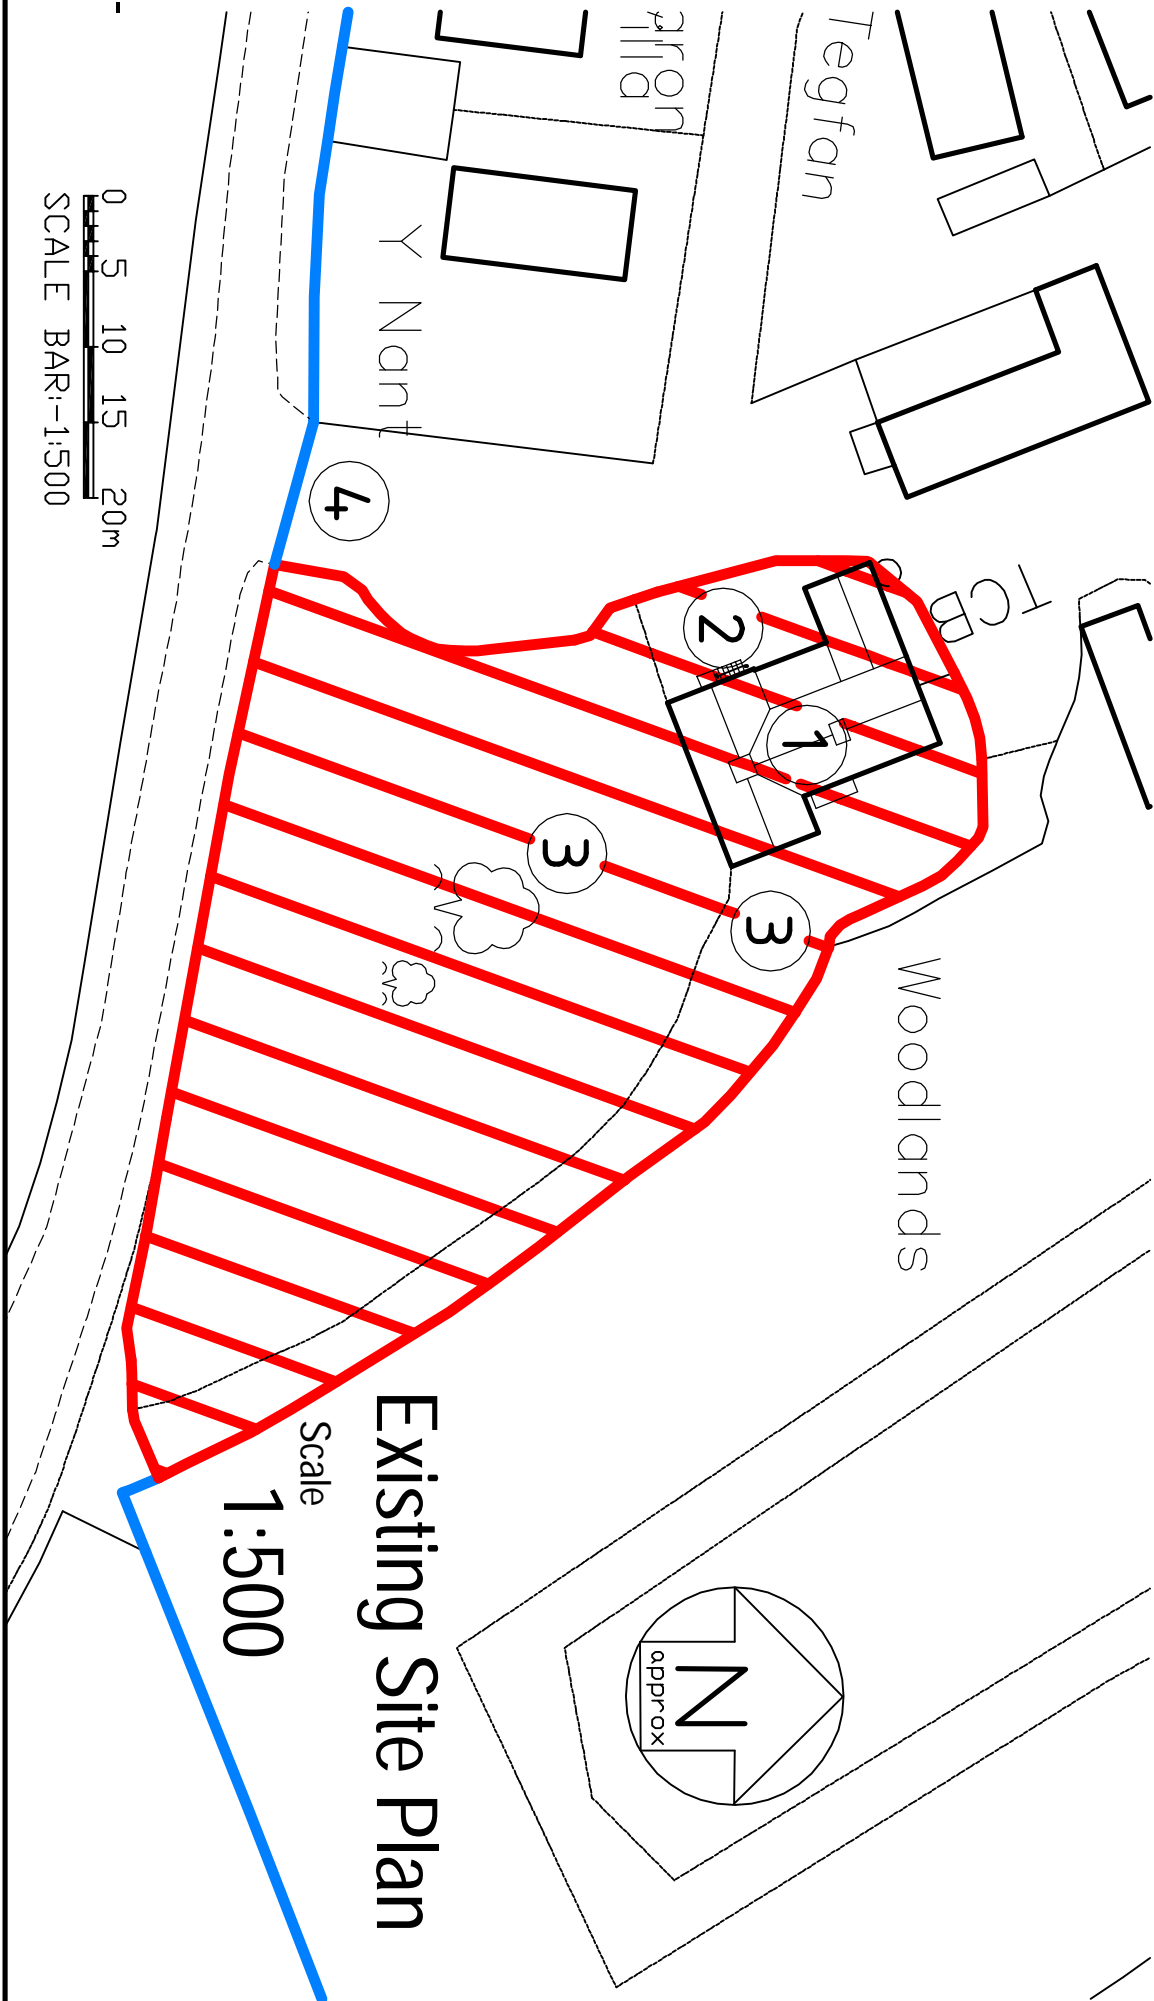 Tegfan
Y Nant
TCB
Woodlands
4
2
1
3
3
0 5 10 15 20m
SCALE BAR:-1:500
N
approx
Existing Site Plan
Scale
1:500